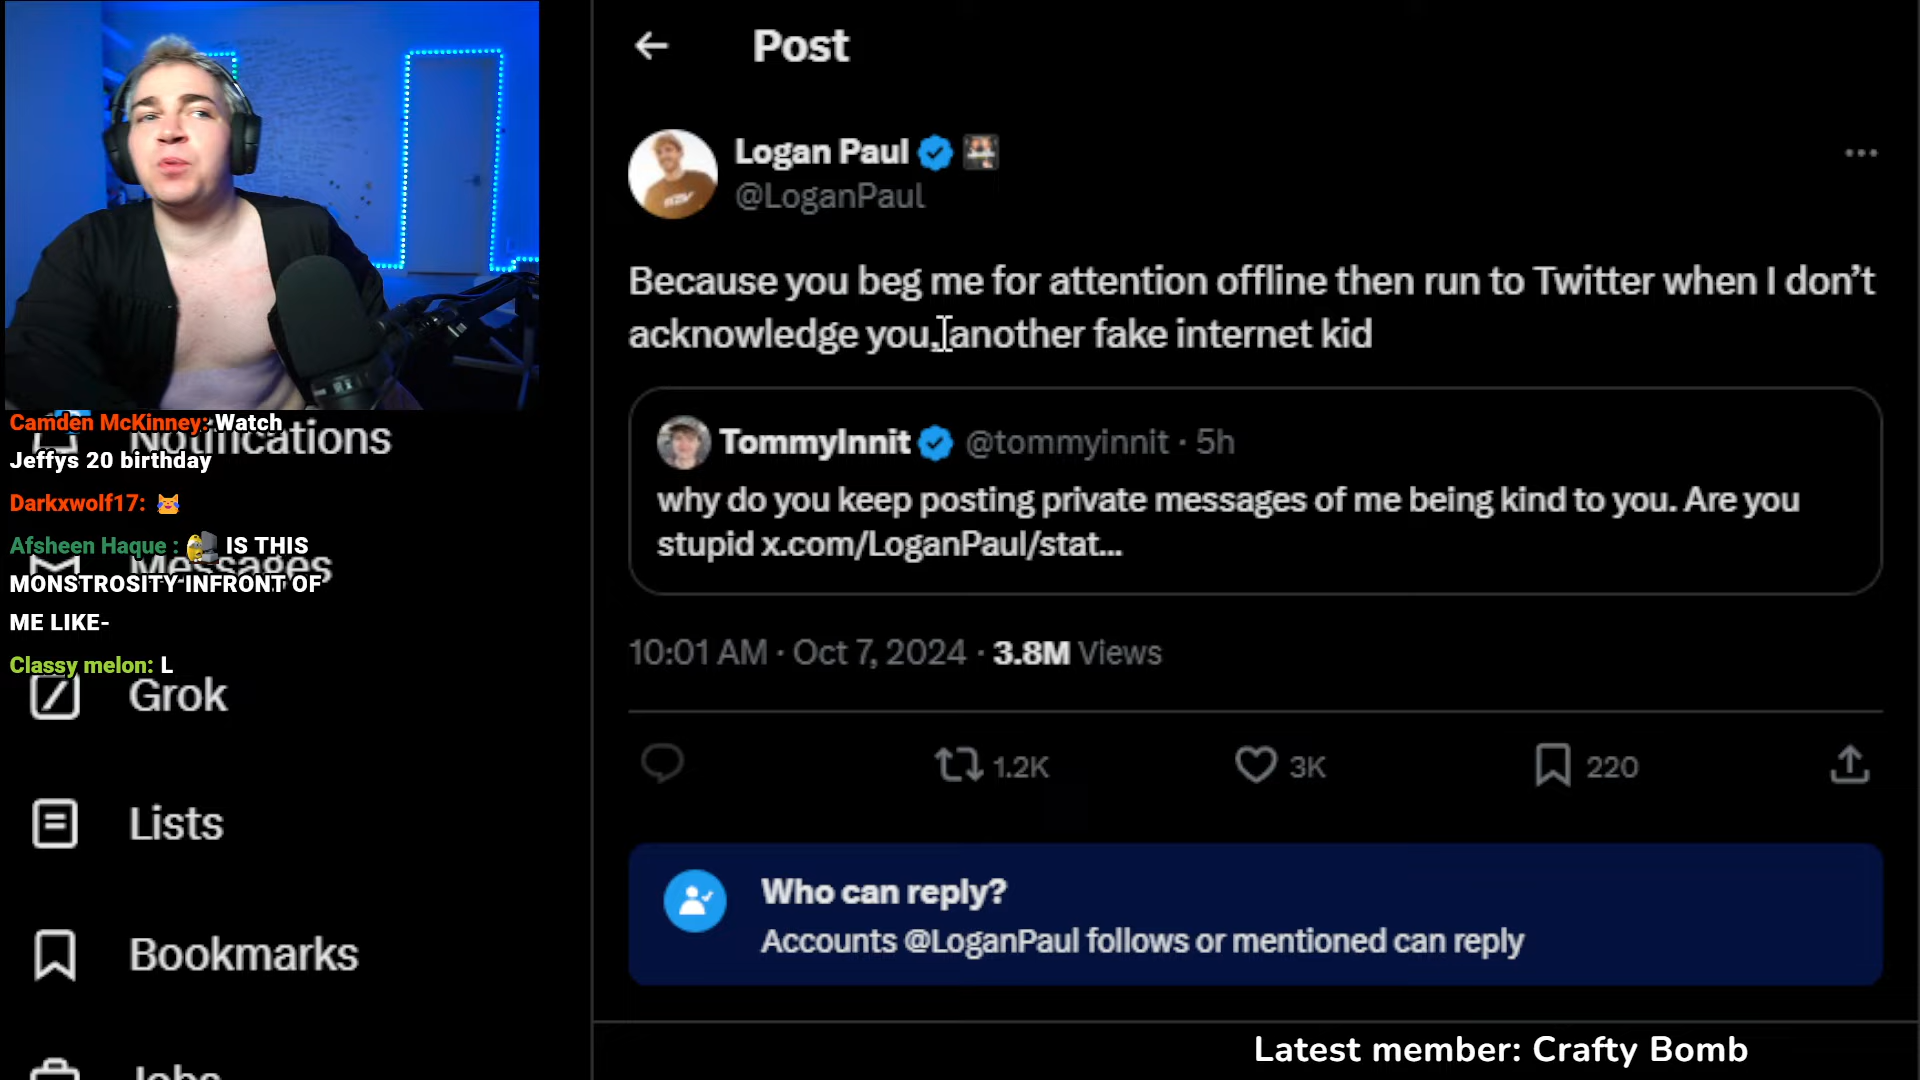 Post
Logan Paul
@LoganPaul
Because you beg me for attention offline then run to Twitter when I don’t
acknowledge you, another fake internet kid
TommyInnit @tommyinnit · 5h
why do you keep posting private messages of me being kind to you. Are you
stupid x.com/LoganPaul/stat...
10:01 AM · Oct 7, 2024 · 3.8M Views
1.2K 3K 220
Who can reply?
Accounts @LoganPaul follows or mentioned can reply
Camden McKinney: Watch
Jeffys 20 birthday
Darkxwolf17:
Afsheen Haque : IS THIS
MONSTROSITY INFRONT OF
ME LIKE-
Classy melon: L
Notifications
Messages
Grok
Lists
Bookmarks
Jobs
Latest member: Crafty Bomb